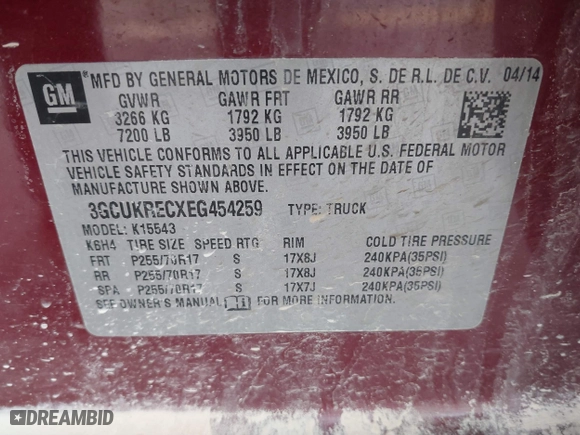 GM
MFD BY GENERAL MOTORS DE MEXICO, S. DE R.L. DE C.V. 04/14
GVWR GAWR FRT GAWR RR
3266 KG 1792 KG 1792 KG
7200 LB 3950 LB 3950 LB
THIS VEHICLE CONFORMS TO ALL APPLICABLE U.S. FEDERAL MOTOR
VEHICLE SAFETY STANDARDS IN EFFECT ON THE DATE OF
MANUFACTURE SHOWN ABOVE.
3GCUKRECXEG454259 TYPE: TRUCK
MODEL: K15543
K6H4 TIRE SIZE SPEED RTG RIM COLD TIRE PRESSURE
FRT P255/70R17 S 17X8J 240KPA(35PSI)
RR P255/70R17 S 17X8J 240KPA(35PSI)
SPA P255/70R17 S 17X7J 240KPA(35PSI)
SEE OWNER'S MANUAL FOR MORE INFORMATION.
DREAMBID